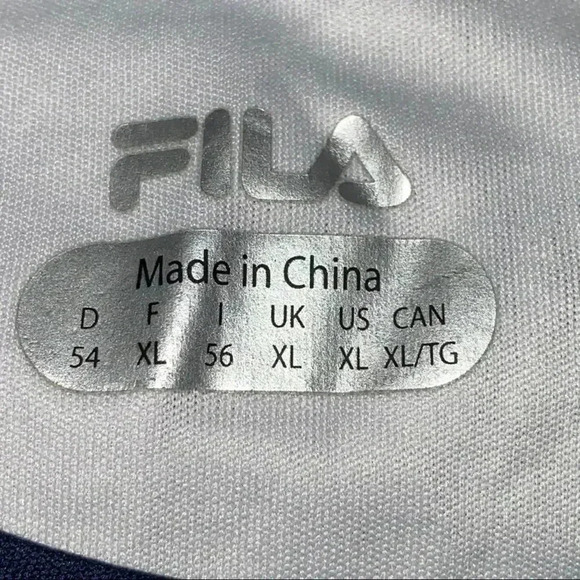 FILA
Made in China
D F I UK US CAN
54 XL 56 XL XL XL/TG